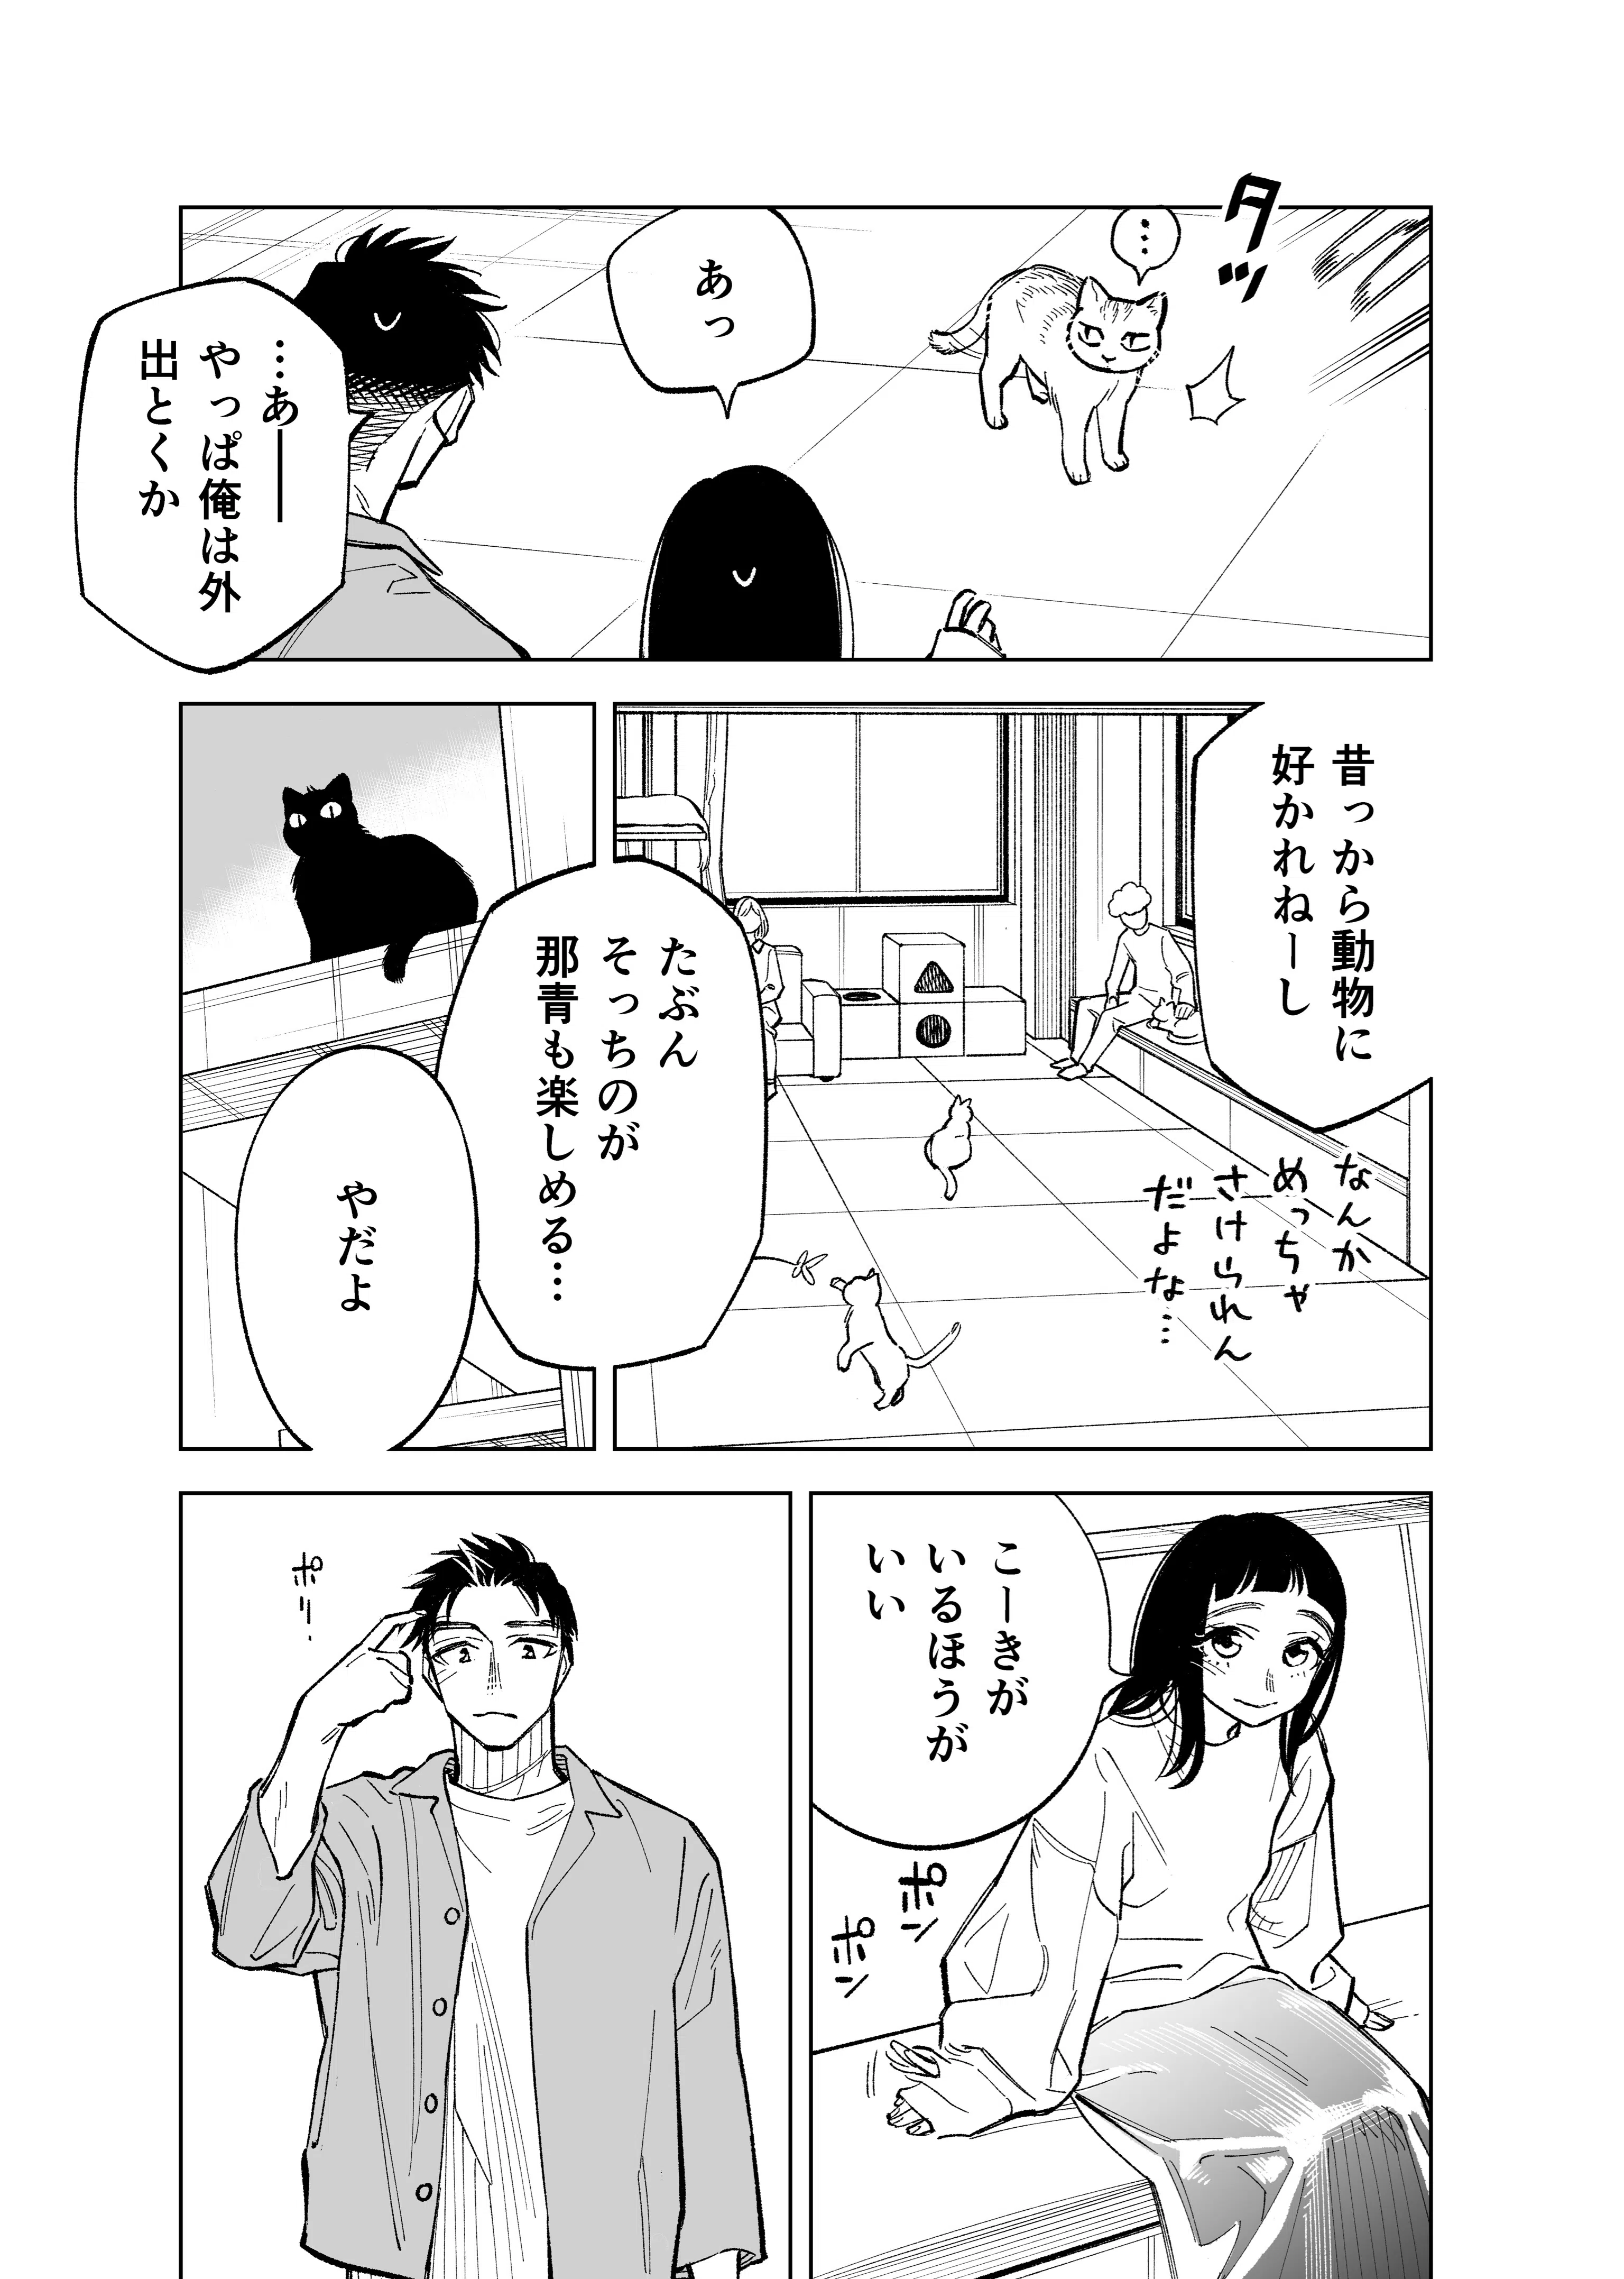 タッ
…
あっ
…あ――
やっぱ俺は外
出とくか
昔っから動物に
好かれねーし
なんか
めっちゃ
さけられん
だよな…
たぶん
そっちのが
那青も楽しめる…
やだよ
こーきが
いるほうが
いい
ポン
ポン
ポリ